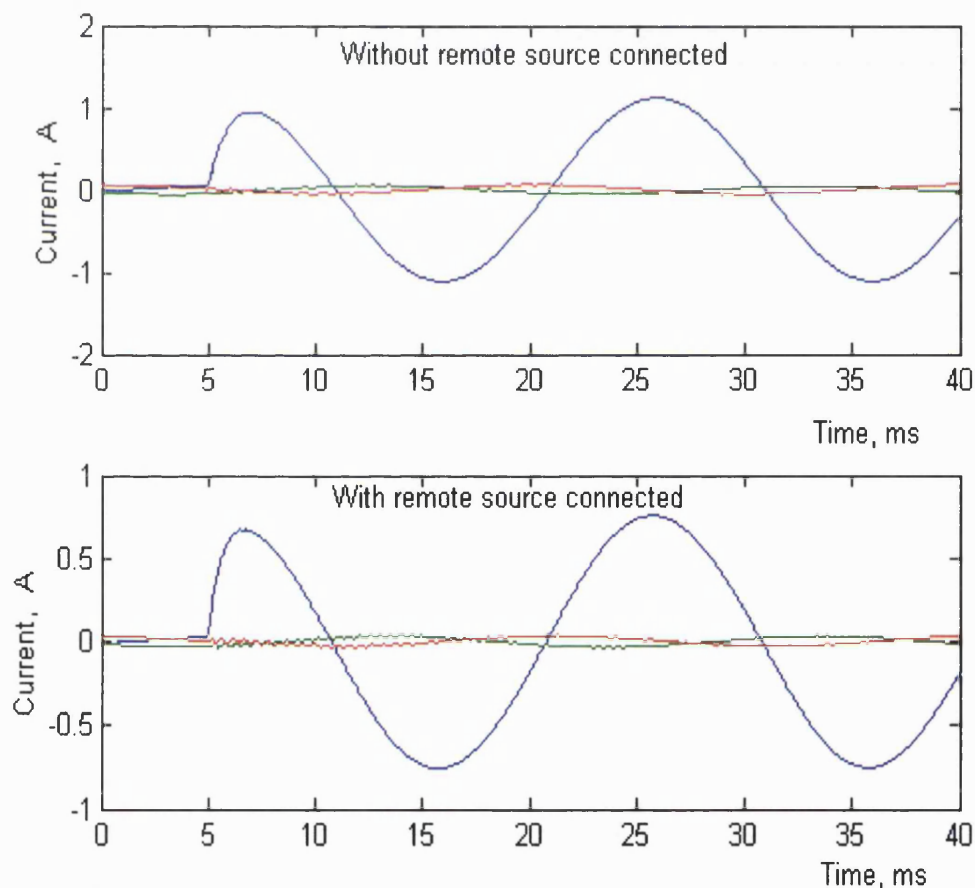 Without remote source connected
Current, A
2
1
0
-1
-2
0 5 10 15 20 25 30 35 40
Time, ms
With remote source connected
Current, A
1
0.5
0
-0.5
-1
0 5 10 15 20 25 30 35 40
Time, ms